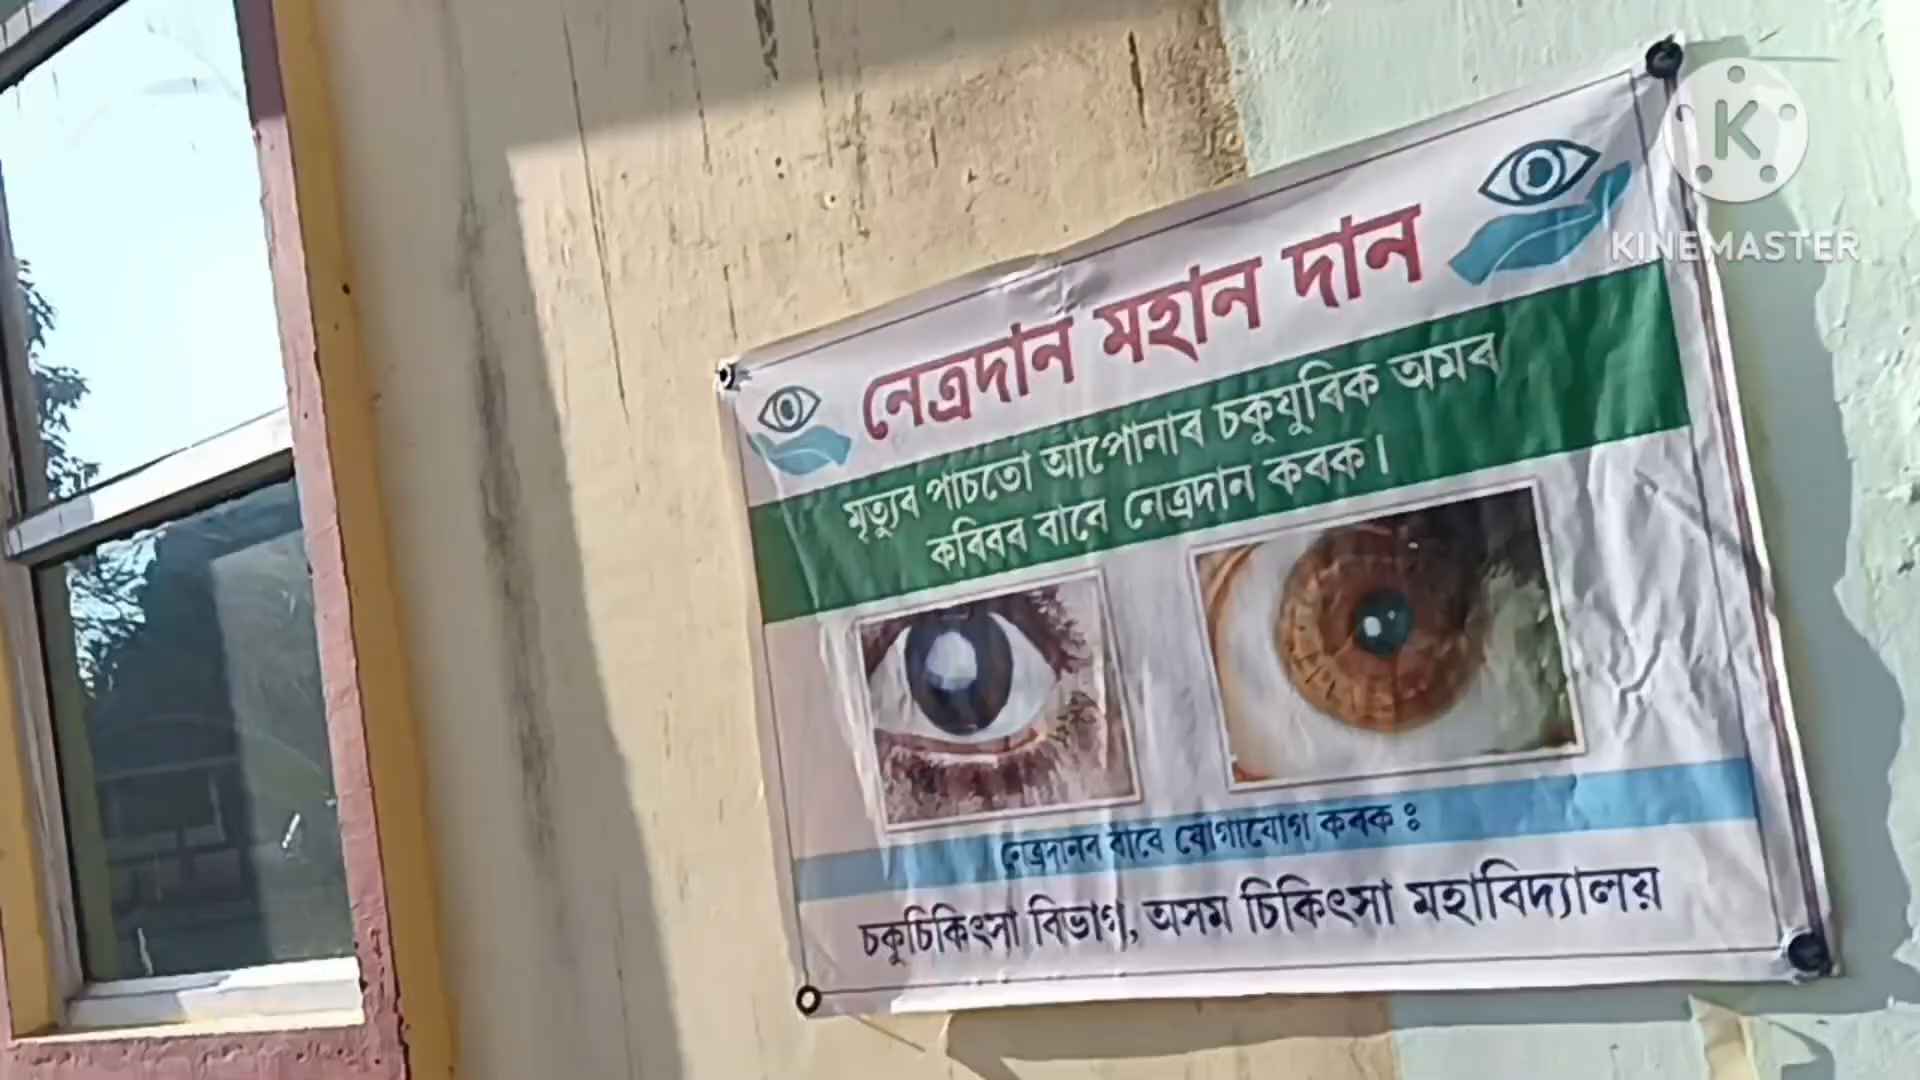 KINEMASTER
নেত্ৰদান মহান দান
মৃত্যুৰ পাচতো আপোনাৰ চকুযুৰিক অমৰ
কৰিবৰ বাবে নেত্ৰদান কৰক।
নেত্ৰদানৰ বাবে যোগাযোগ কৰক :
চকুচিকিৎসা বিভাগ, অসম চিকিৎসা মহাবিদ্যালয়